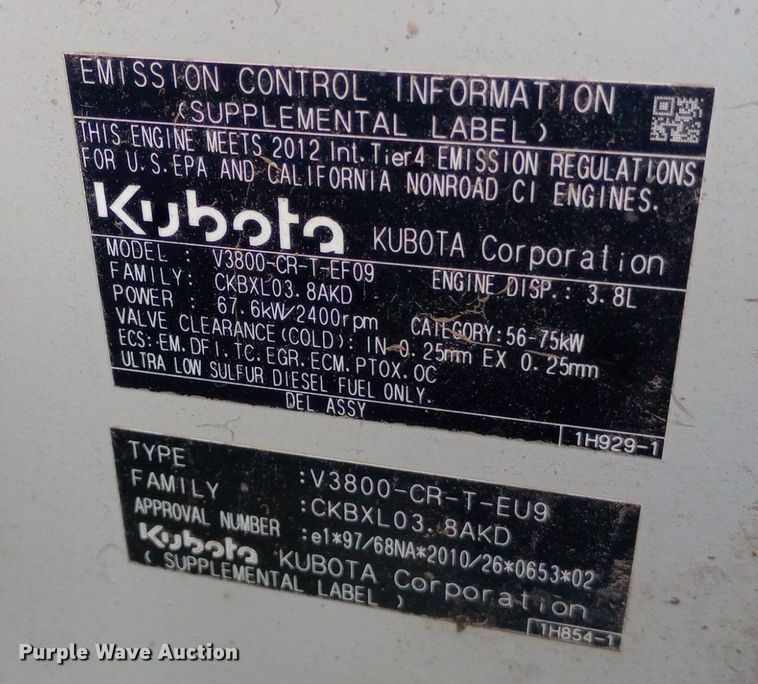 EMISSION CONTROL INFORMATION
(SUPPLEMENTAL LABEL)
THIS ENGINE MEETS 2012 Int.Tier4 EMISSION REGULATIONS
FOR U.S.EPA AND CALIFORNIA NONROAD CI ENGINES.
Kubota KUBOTA Corporation
MODEL : V3800-CR-T-EF09 ENGINE DISP.: 3.8L
FAMILY: CKBXL03.8AKD
POWER : 67.6kW/2400rpm CATEGORY:56-75kW
VALVE CLEARANCE(COLD): IN 0.25mm EX 0.25mm
ECS:EM.DFI.TC.EGR.ECM.PTOX.OC
ULTRA LOW SULFUR DIESEL FUEL ONLY.
DEL ASSY
1H929-1
TYPE :V3800-CR-T-EU9
FAMILY :CKBXL03.8AKD
APPROVAL NUMBER :e1*97/68NA*2010/26*0653*02
Kubota KUBOTA Corporation
(SUPPLEMENTAL LABEL)
1H854-1
Purple Wave Auction